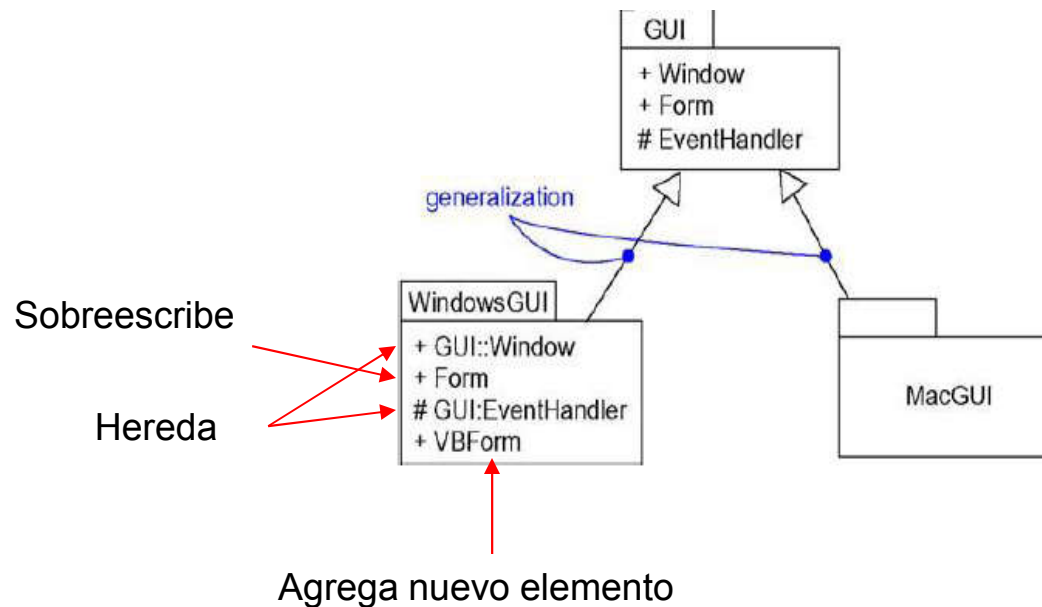 GUI
+ Window
+ Form
# EventHandler
generalization
WindowsGUI
Sobreescribe
+ GUI::Window
+ Form
Hereda
# GUI:EventHandler
+ VBForm
MacGUI
Agrega nuevo elemento